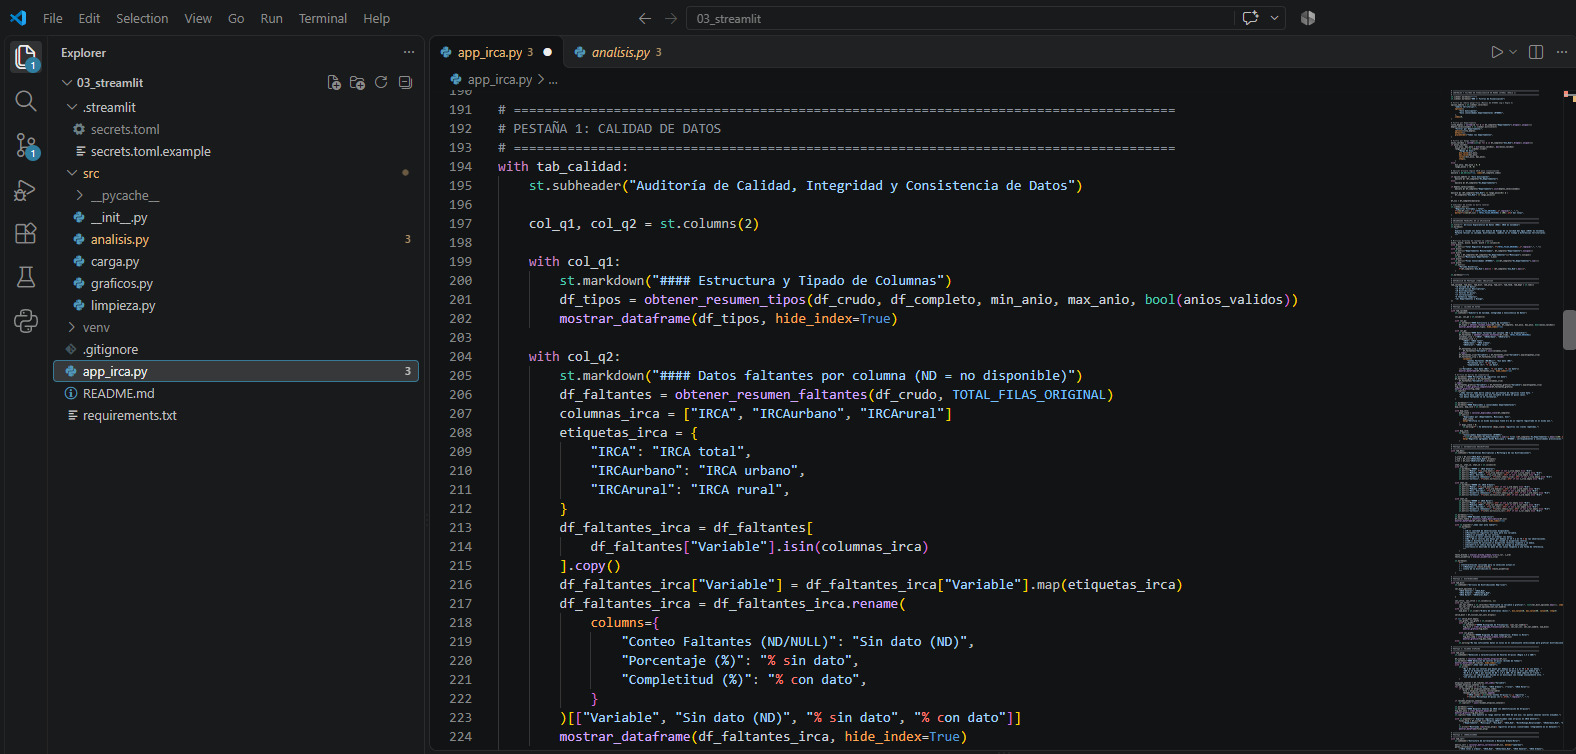 File Edit Selection View Go Run Terminal Help
03_streamlit
Explorer
03_streamlit
.streamlit
secrets.toml
secrets.toml.example
src
__pycache__
__init__.py
analisis.py 3
carga.py
graficos.py
limpieza.py
venv
.gitignore
app_irca.py 3
README.md
requirements.txt
1
1
app_irca.py 3
analisis.py 3
app_irca.py > ...
190
191 # ======================================================================================
192 # PESTAÑA 1: CALIDAD DE DATOS
193 # ======================================================================================
194 with tab_calidad:
195     st.subheader("Auditoría de Calidad, Integridad y Consistencia de Datos")
196
197     col_q1, col_q2 = st.columns(2)
198
199     with col_q1:
200         st.markdown("#### Estructura y Tipado de Columnas")
201         df_tipos = obtener_resumen_tipos(df_crudo, df_completo, min_anio, max_anio, bool(anios_validos))
202         mostrar_dataframe(df_tipos, hide_index=True)
203
204     with col_q2:
205         st.markdown("#### Datos faltantes por columna (ND = no disponible)")
206         df_faltantes = obtener_resumen_faltantes(df_crudo, TOTAL_FILAS_ORIGINAL)
207         columnas_irca = ["IRCA", "IRCAurbano", "IRCArural"]
208         etiquetas_irca = {
209             "IRCA": "IRCA total",
210             "IRCAurbano": "IRCA urbano",
211             "IRCArural": "IRCA rural",
212         }
213         df_faltantes_irca = df_faltantes[
214             df_faltantes["Variable"].isin(columnas_irca)
215         ].copy()
216         df_faltantes_irca["Variable"] = df_faltantes_irca["Variable"].map(etiquetas_irca)
217         df_faltantes_irca = df_faltantes_irca.rename(
218             columns={
219                 "Conteo Faltantes (ND/NULL)": "Sin dato (ND)",
220                 "Porcentaje (%)": "% sin dato",
221                 "Completitud (%)": "% con dato",
222             }
223         )[["Variable", "Sin dato (ND)", "% sin dato", "% con dato"]]
224         mostrar_dataframe(df_faltantes_irca, hide_index=True)